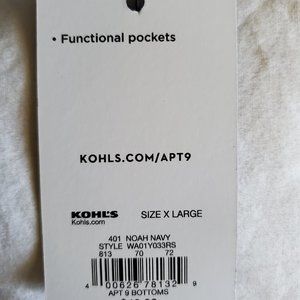 • Functional pockets
KOHLS.COM/APT9
KOHL'S SIZE X LARGE
Kohls.com
401 NOAH NAVY
STYLE WA01Y033RS
813 70 72
4 00626 78132 9
APT 9 BOTTOMS